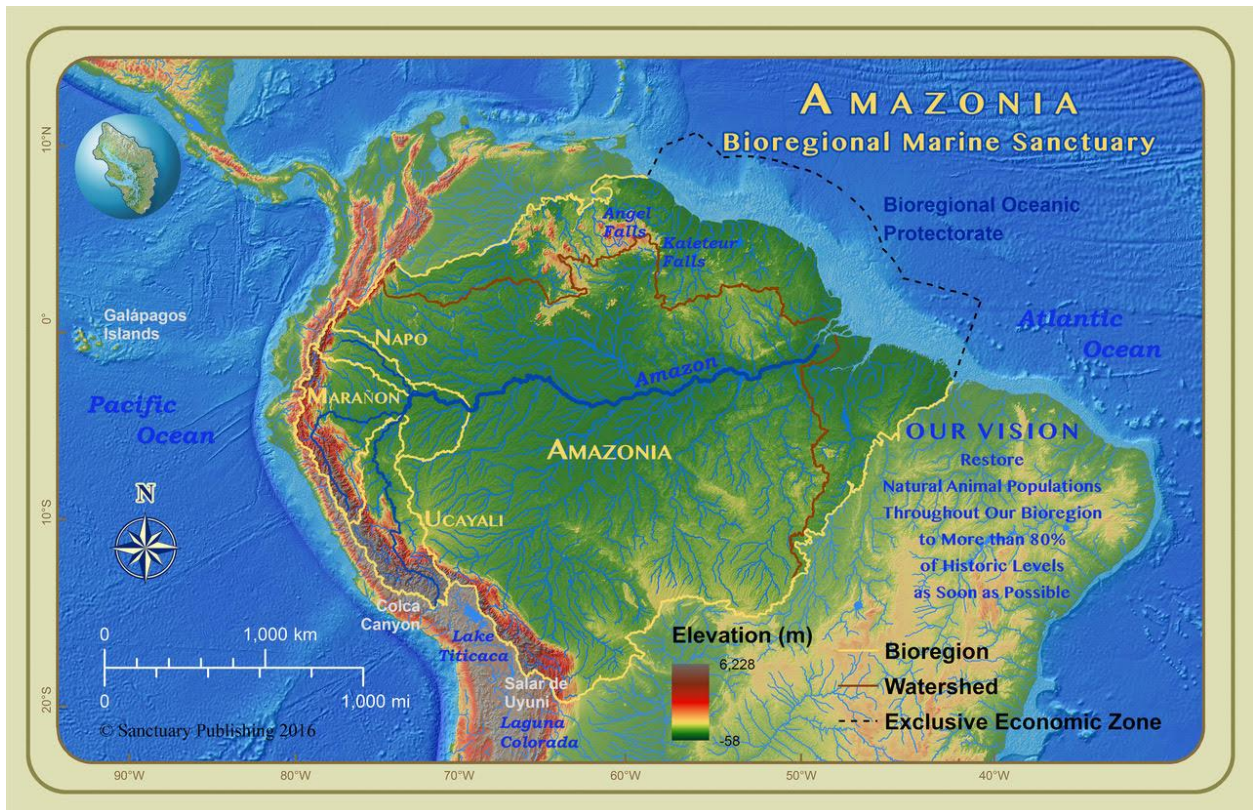 AMAZONIA
Bioregional Marine Sanctuary
10°N
0°
10°S
20°S
Bioregional Oceanic
Protectorate
Angel
Falls
Kaieteur
Falls
Galápagos
Islands
Atlantic
Ocean
NAPO
Amazon
MARAÑON
Pacific
Ocean
AMAZONIA
UCAYALI
OUR VISION
Restore
Natural Animal Populations
Throughout Our Bioregion
to More than 80%
of Historic Levels
as Soon as Possible
N
Colca
Canyon
Lake
Titicaca
Salar de
Uyuni
Laguna
Colorada
0 1,000 km
0 1,000 mi
© Sanctuary Publishing 2016
Elevation (m)
6,228
-58
Bioregion
Watershed
Exclusive Economic Zone
90°W 80°W 70°W 60°W 50°W 40°W